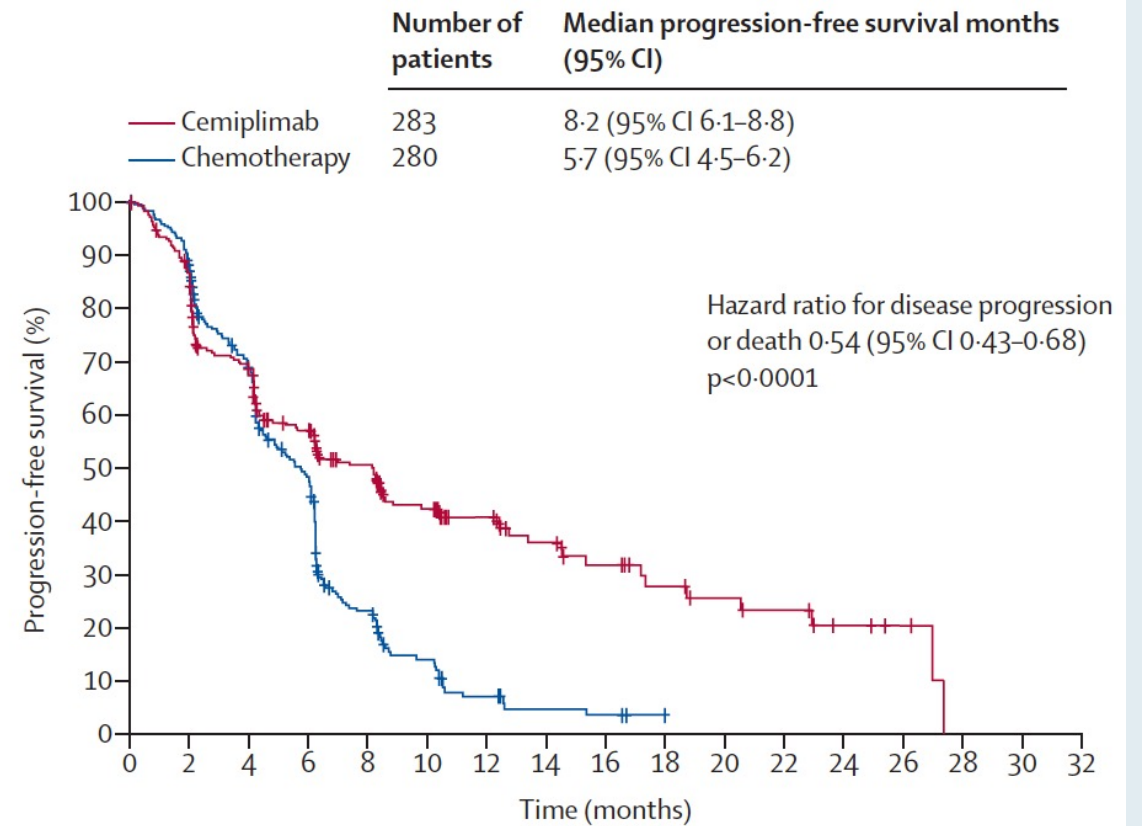 Number of patients Median progression-free survival months (95% CI)
Cemiplimab 283 8·2 (95% CI 6·1–8·8)
Chemotherapy 280 5·7 (95% CI 4·5–6·2)
Progression-free survival (%)
100
90
80
70
60
50
40
30
20
10
0
Hazard ratio for disease progression
or death 0·54 (95% CI 0·43–0·68)
p<0·0001
0 2 4 6 8 10 12 14 16 18 20 22 24 26 28 30 32
Time (months)